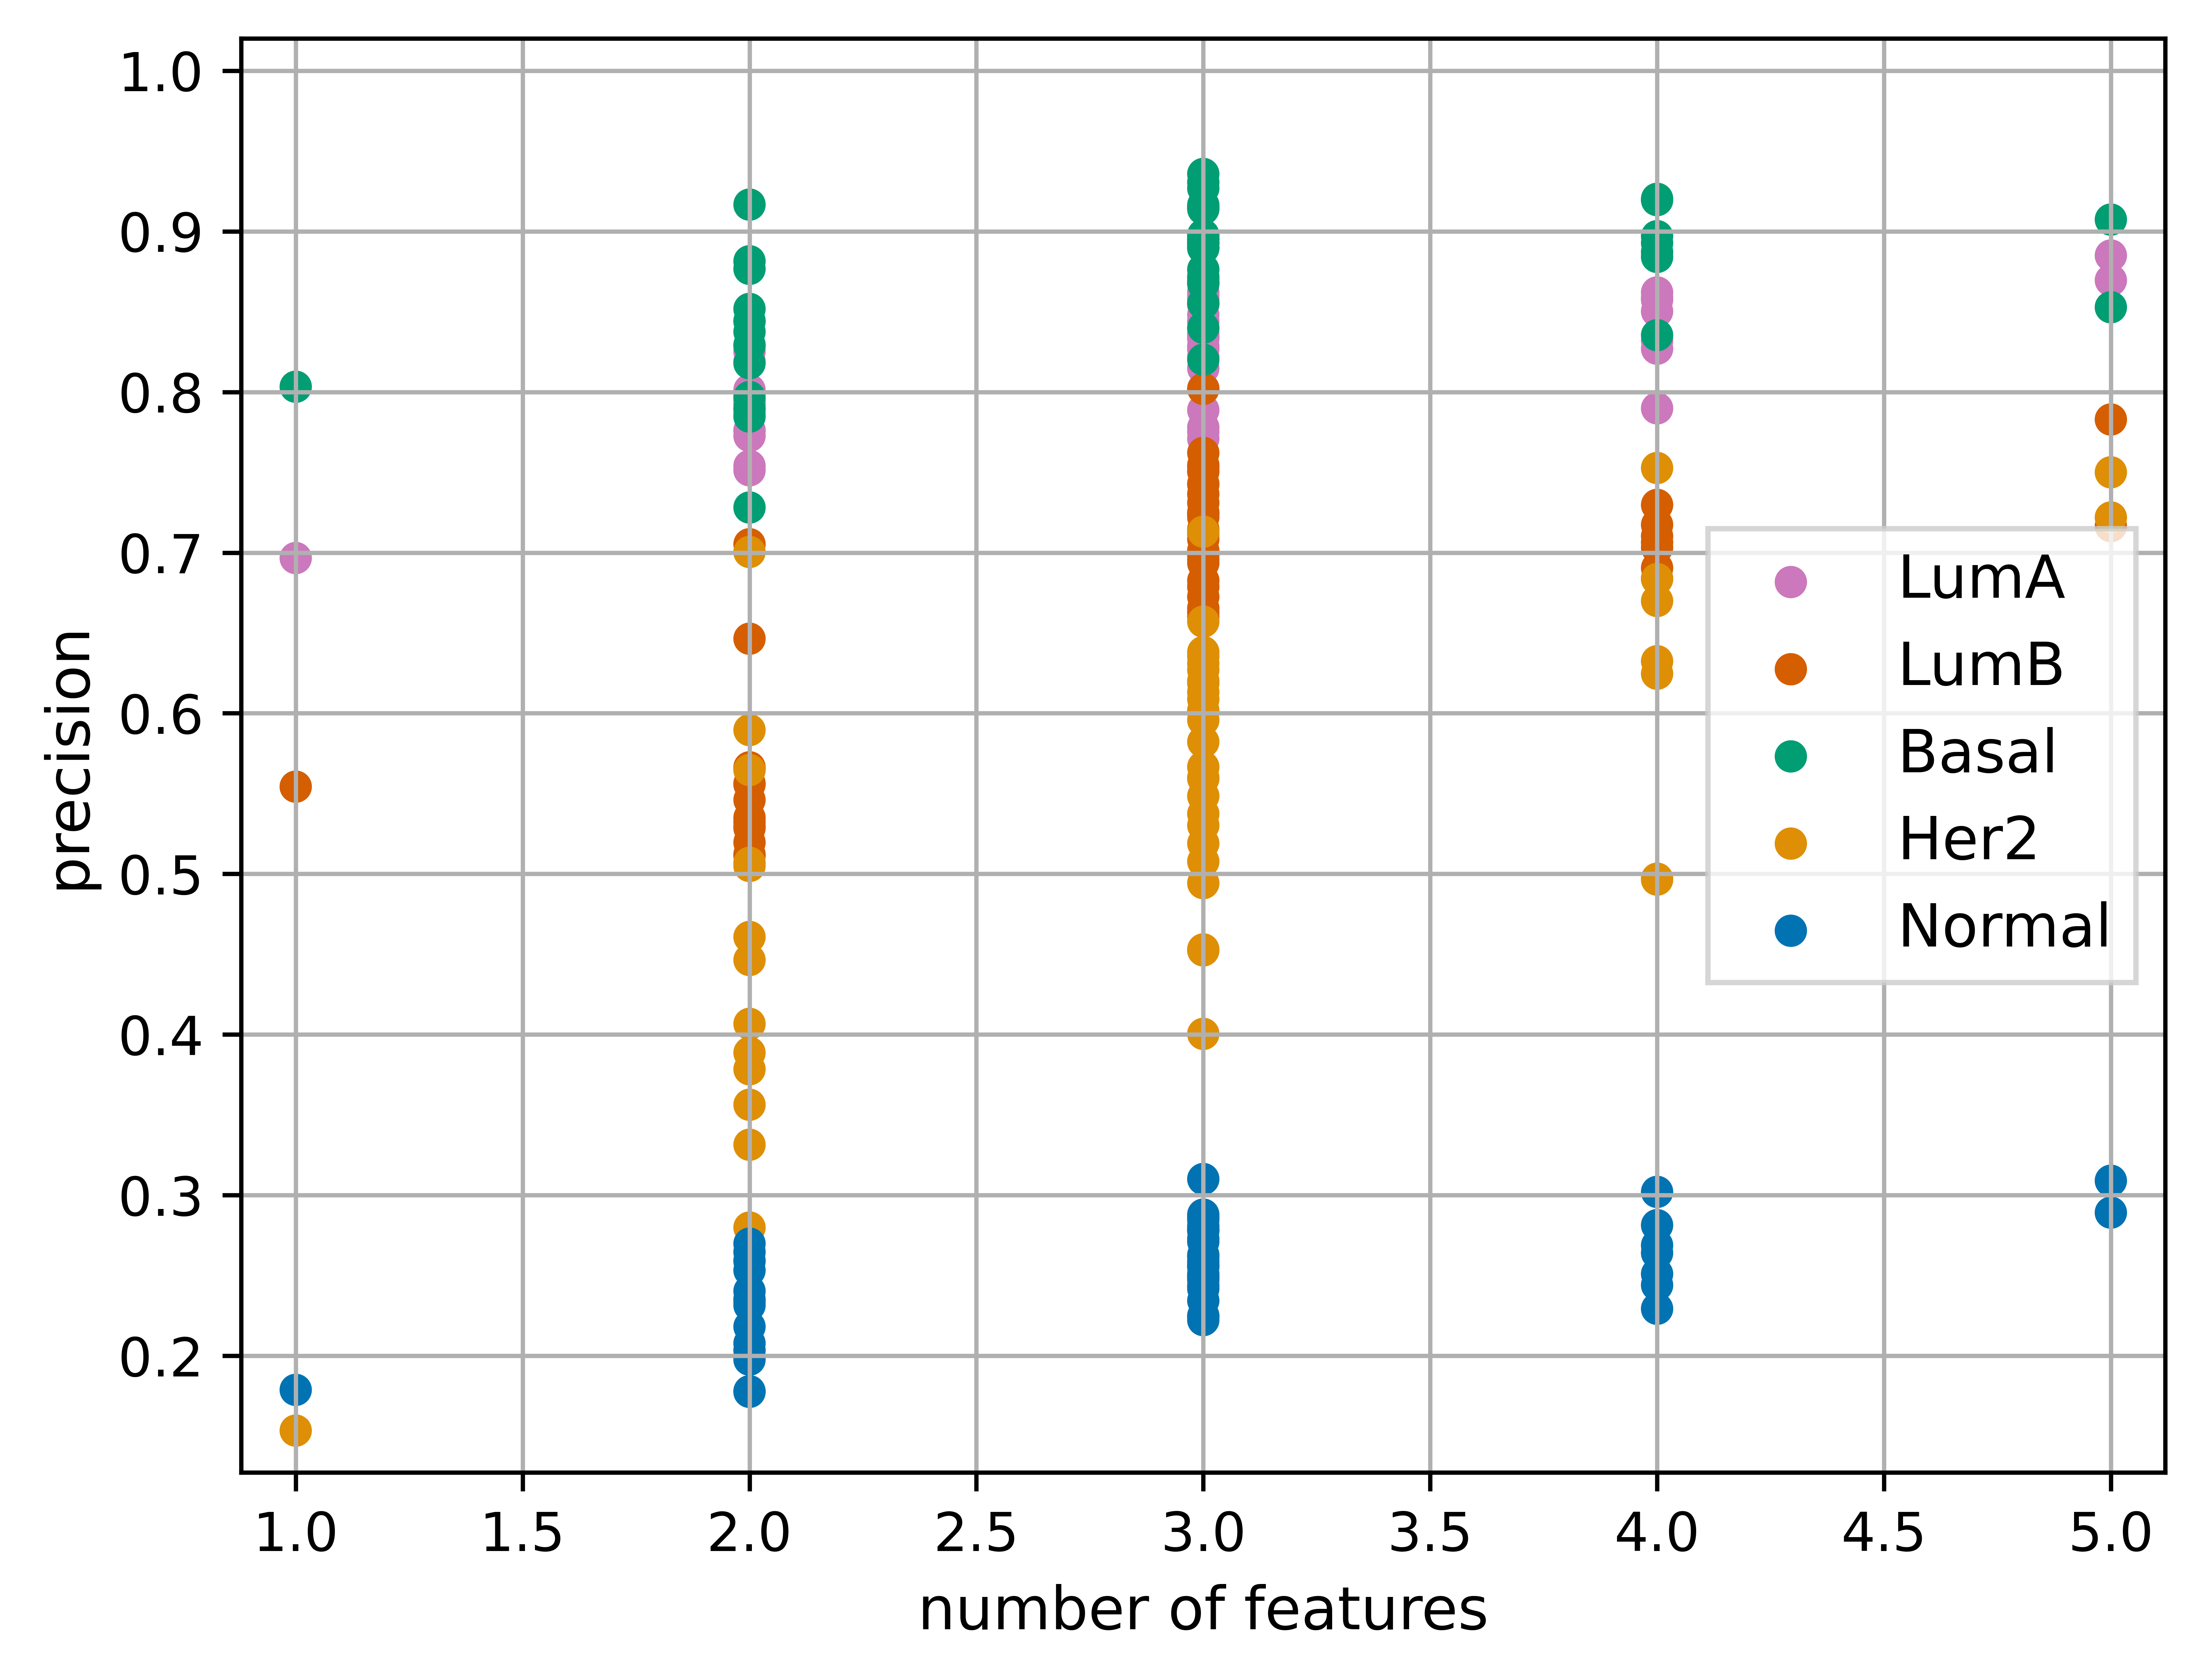 1.0
0.9
0.8
0.7
0.6
0.5
0.4
0.3
0.2
precision
LumA
LumB
Basal
Her2
Normal
1.0 1.5 2.0 2.5 3.0 3.5 4.0 4.5 5.0
number of features